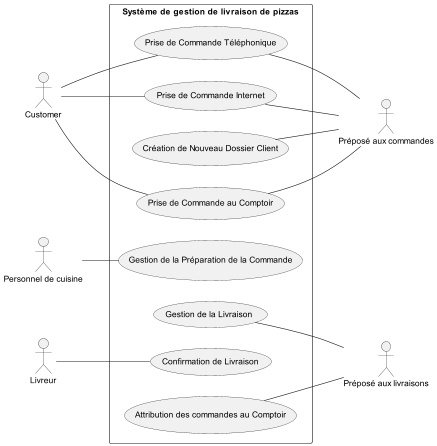 Système de gestion de livraison de pizzas
Prise de Commande Téléphonique
Prise de Commande Internet
Customer
Préposé aux commandes
Création de Nouveau Dossier Client
Prise de Commande au Comptoir
Gestion de la Préparation de la Commande
Personnel de cuisine
Gestion de la Livraison
Confirmation de Livraison
Livreur
Préposé aux livraisons
Attribution des commandes au Comptoir